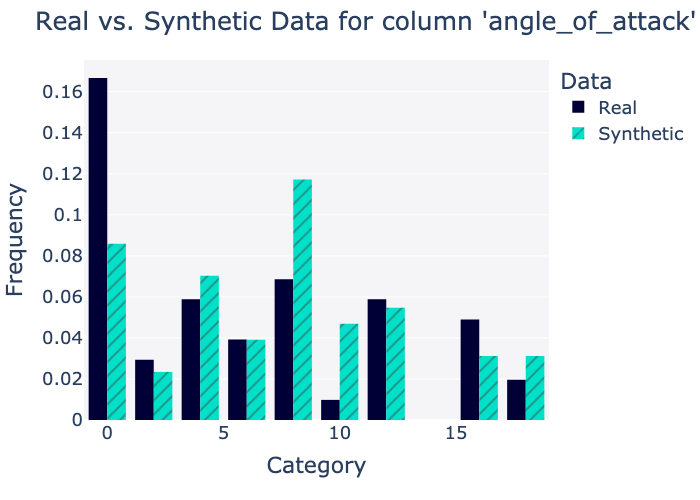 Real vs. Synthetic Data for column 'angle_of_attack'
Data
Real
Synthetic
Frequency
0.16
0.14
0.12
0.1
0.08
0.06
0.04
0.02
0
0 5 10 15
Category